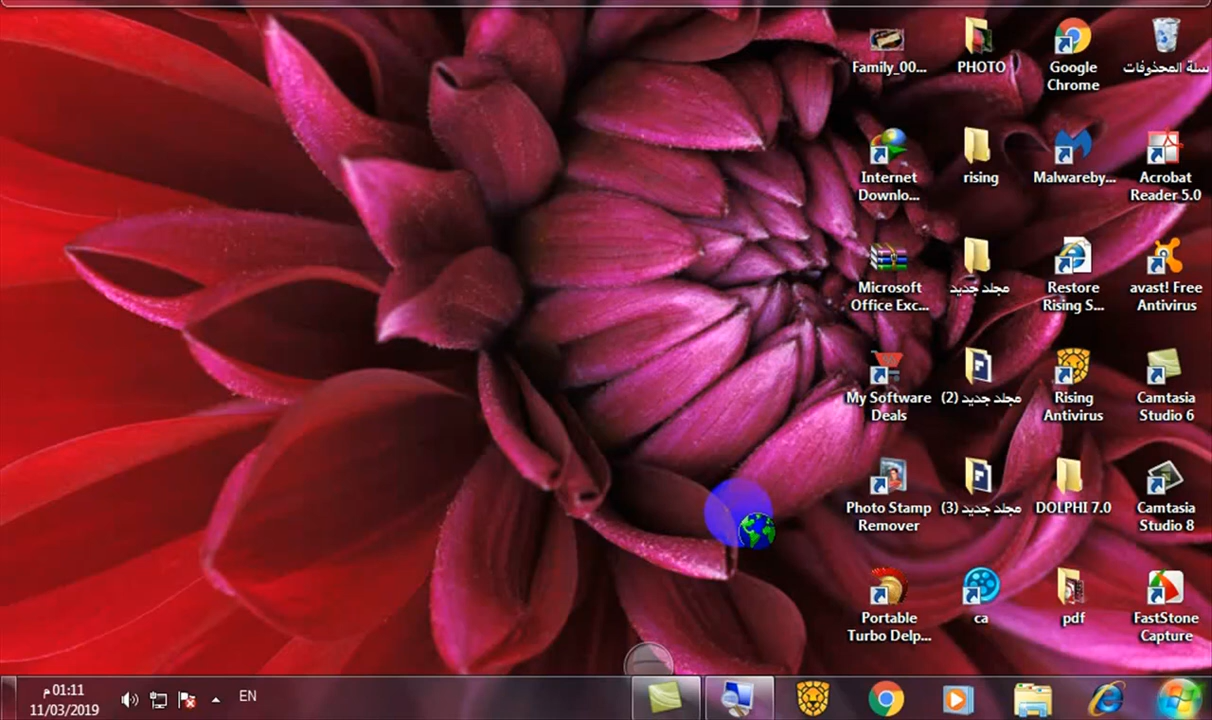 سلة المحذوفات
Google
Chrome
PHOTO
Family_00...
Acrobat
Reader 5.0
Malwareby...
rising
Internet
Downlo...
avast! Free
Antivirus
Restore
Rising S...
مجلد جديد
Microsoft
Office Exc...
Camtasia
Studio 6
Rising
Antivirus
مجلد جديد (2)
My Software
Deals
Camtasia
Studio 8
DOLPHI 7.0
مجلد جديد (3)
Photo Stamp
Remover
FastStone
Capture
pdf
ca
Portable
Turbo Delp...
EN
01:11 م
11/03/2019